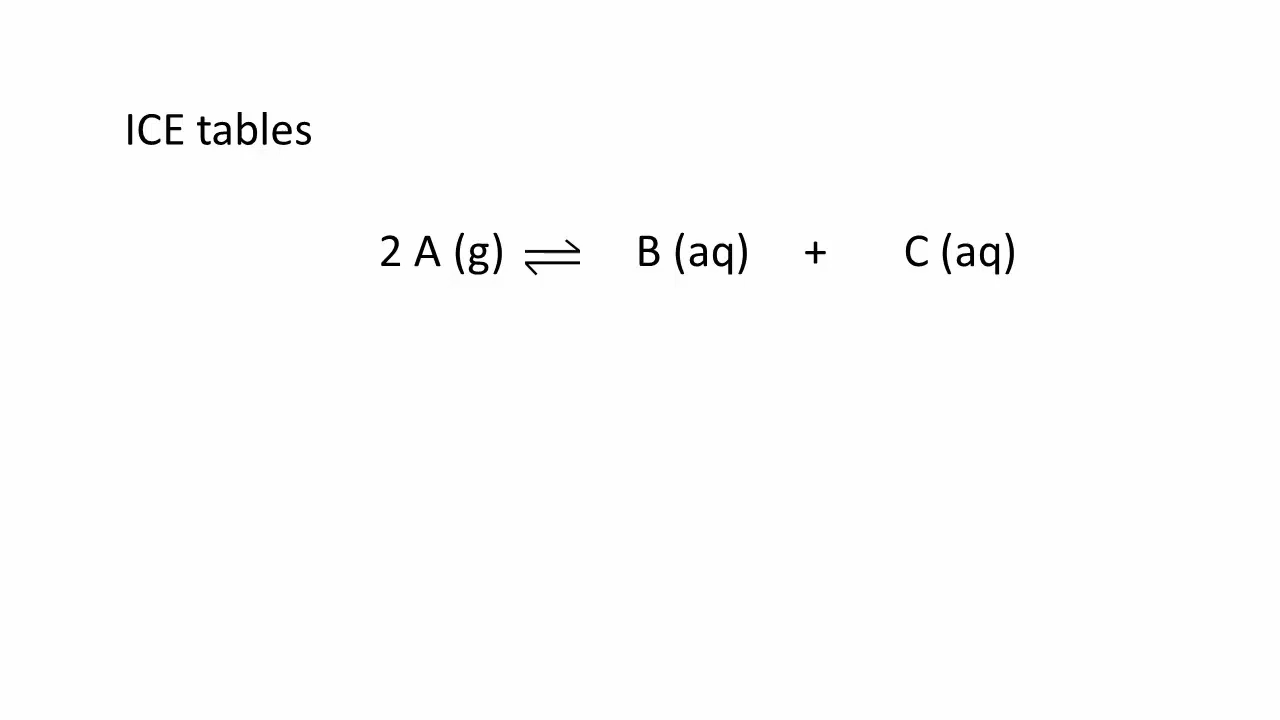 ICE tables
2 A (g) ⇌ B (aq) + C (aq)